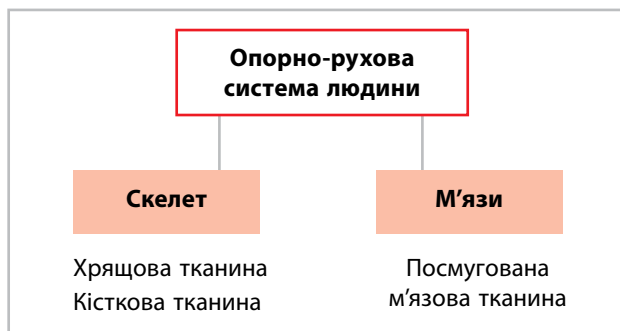 Опорно-рухова
система людини
Скелет
М’язи
Хрящова тканина
Кісткова тканина
Посмугована
м’язова тканина